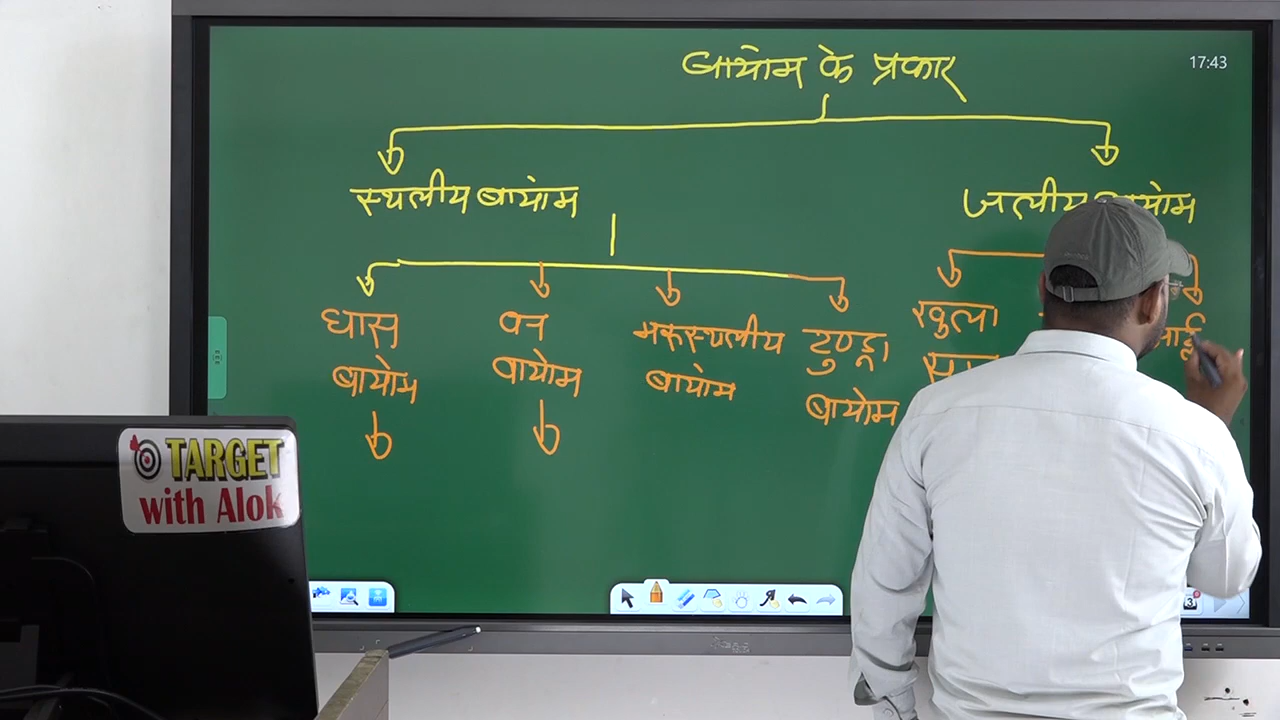 बायोम के प्रकार
17:43
स्थलीय बायोम
जलीय
घास
बायोम
वन
बायोम
मरूस्थलीय
बायोम
टुण्ड्रा
बायोम
खुला
TARGET
with Alok